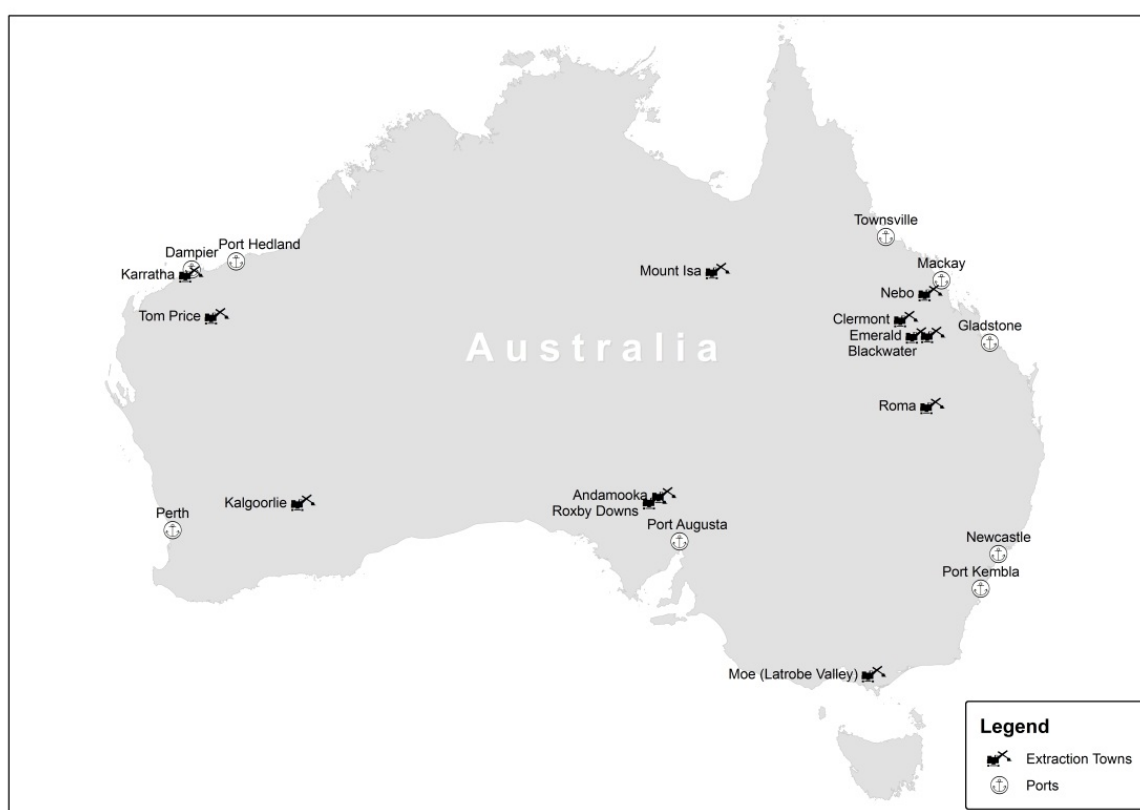 Townsville
Port Hedland
Dampier
Karratha
Mount Isa
Mackay
Nebo
Tom Price
Clermont
Gladstone
Emerald
Blackwater
Australia
Roma
Andamooka
Kalgoorlie
Roxby Downs
Perth
Port Augusta
Newcastle
Port Kembla
Moe (Latrobe Valley)
Legend
Extraction Towns
Ports